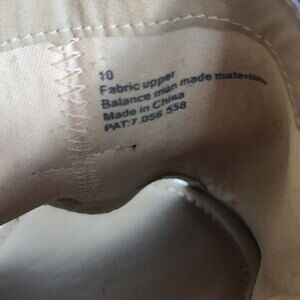 10
Fabric upper
Balance man made materials
Made in China
PAT:7.056.558